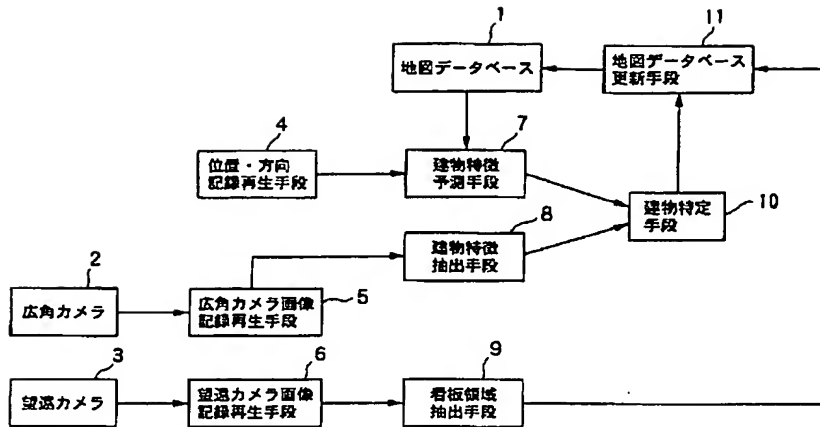 1
11
地図データベース
地図データベース
更新手段
4
7
位置・方向
記録再生手段
建物特徴
予測手段
建物特定
手段
10
8
建物特徴
抽出手段
2
広角カメラ
広角カメラ画像
記録再生手段
5
3
6
9
望遠カメラ
望遠カメラ画像
記録再生手段
看板領域
抽出手段